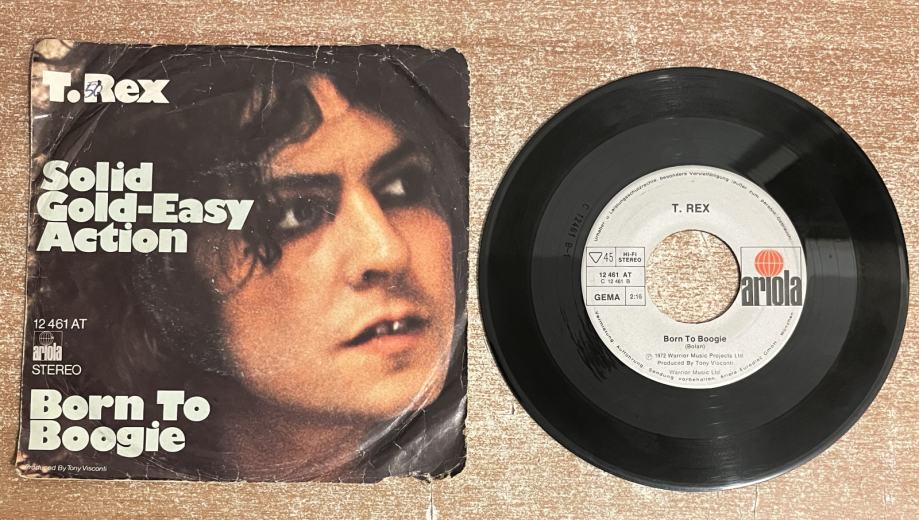 T. Rex
Solid
Gold-Easy
Action
12 461 AT
ariola
STEREO
Born To
Boogie
Produced By Tony Visconti
T. REX
45
HI-FI
STEREO
12 461 AT
C 12 461 B
GEMA
2:16
ariola
Born To Boogie
(Bolan)
℗ 1972 Warrior Music Projects Ltd
Produced By Tony Visconti
Warrior Music Ltd
C 12461 B